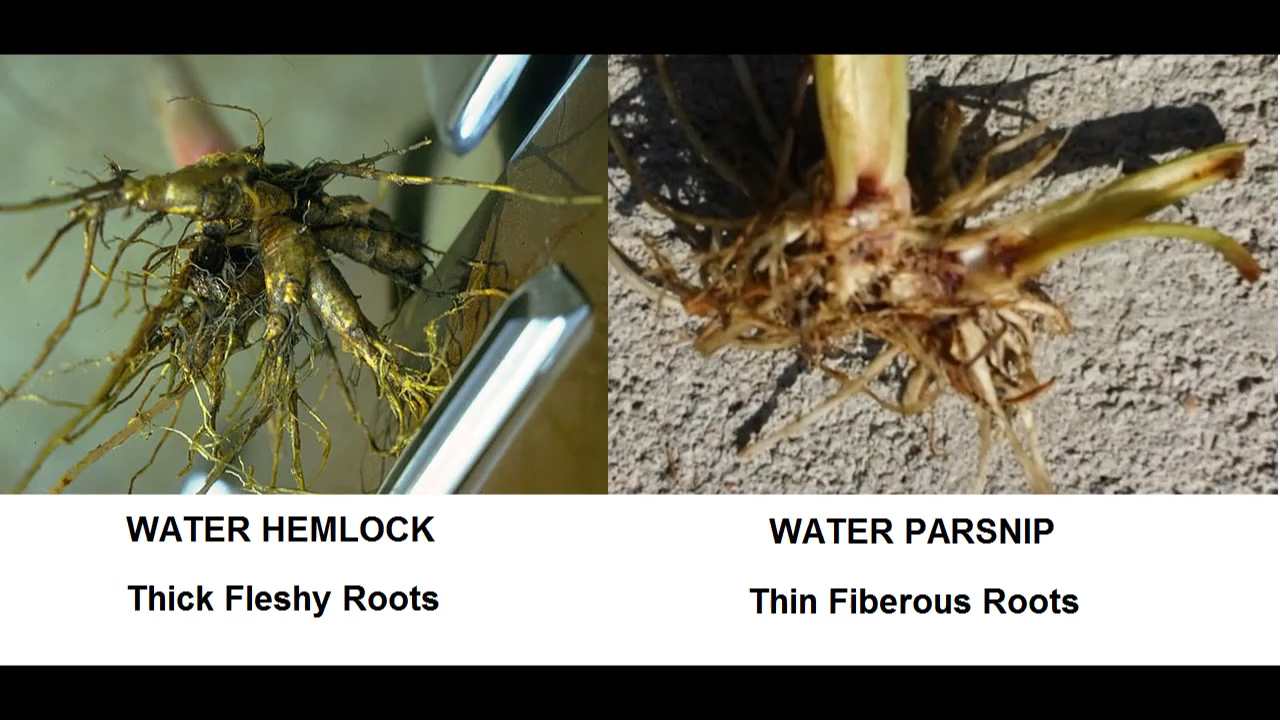 WATER HEMLOCK
Thick Fleshy Roots
WATER PARSNIP
Thin Fiberous Roots